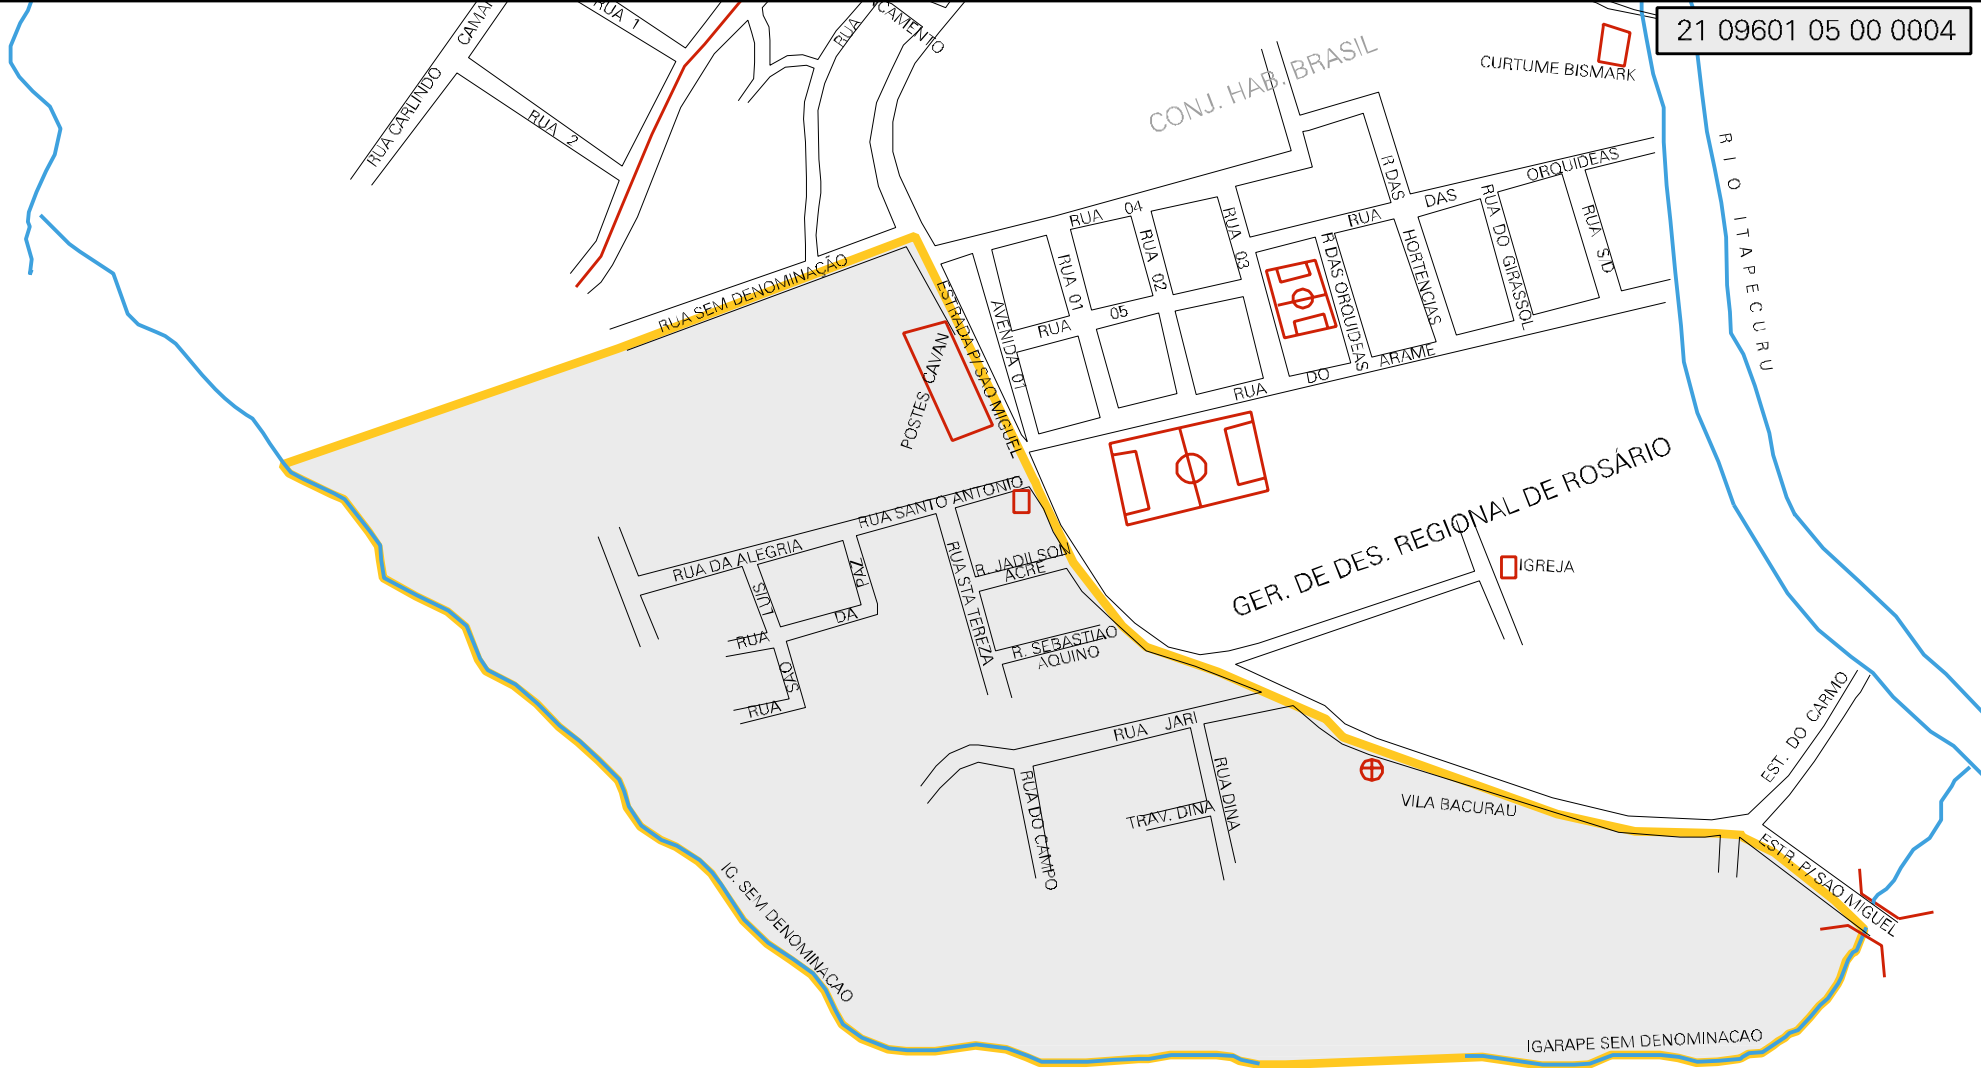 21 09601 05 00 0004
RUA 1
RUA
CURTUME BISMARK
CONJ. HAB. BRASIL
RUA CARLINDO
RUA 2
RIO ITAPECURU
RUA DAS ORQUIDEAS
R DAS HORTENCIAS
RUA DO GIRASSOL
RUA S/D
RUA 04
RUA 03
RUA 02
RUA 01
R DAS ORQUIDEAS
RUA SEM DENOMINAÇÃO
ESTRADA P/ SAO MIGUEL
AVENIDA 01
RUA 05
RUA DO ARAME
POSTES CAVAN
GER. DE DES. REGIONAL DE ROSÁRIO
RUA SANTO ANTONIO
RUA DA ALEGRIA
R. JADILSON
ACRE
IGREJA
RUA STA TEREZA
RUA SAO LUIS
RUA DA PAZ
R. SEBASTIAO
AQUINO
RUA
RUA JARI
EST. DO CARMO
RUA DO CAMPO
RUA DINA
TRAV. DINA
VILA BACURAU
ESTR. P/ SAO MIGUEL
IG. SEM DENOMINACAO
IGARAPE SEM DENOMINACAO